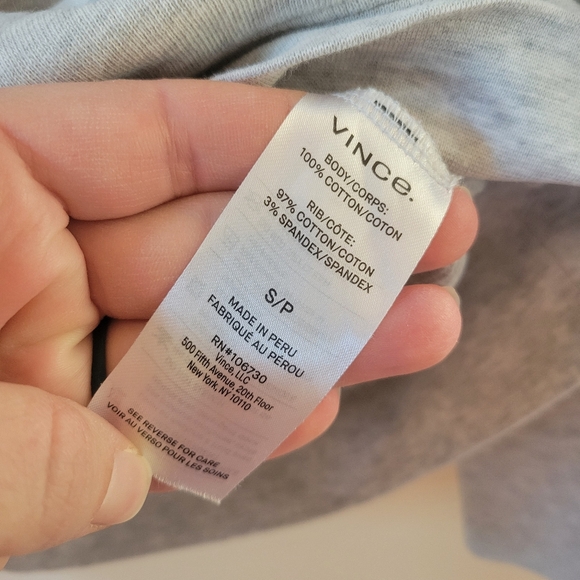 VINCE.
BODY/CORPS:
100% COTTON/COTON
RIB/CÔTE:
97% COTTON/COTON
3% SPANDEX/SPANDEX
S/P
MADE IN PERU
FABRIQUÉ AU PÉROU
RN#106730
Vince, LLC
500 Fifth Avenue, 20th Floor
New York, NY 10110
SEE REVERSE FOR CARE
VOIR AU VERSO POUR LES SOINS